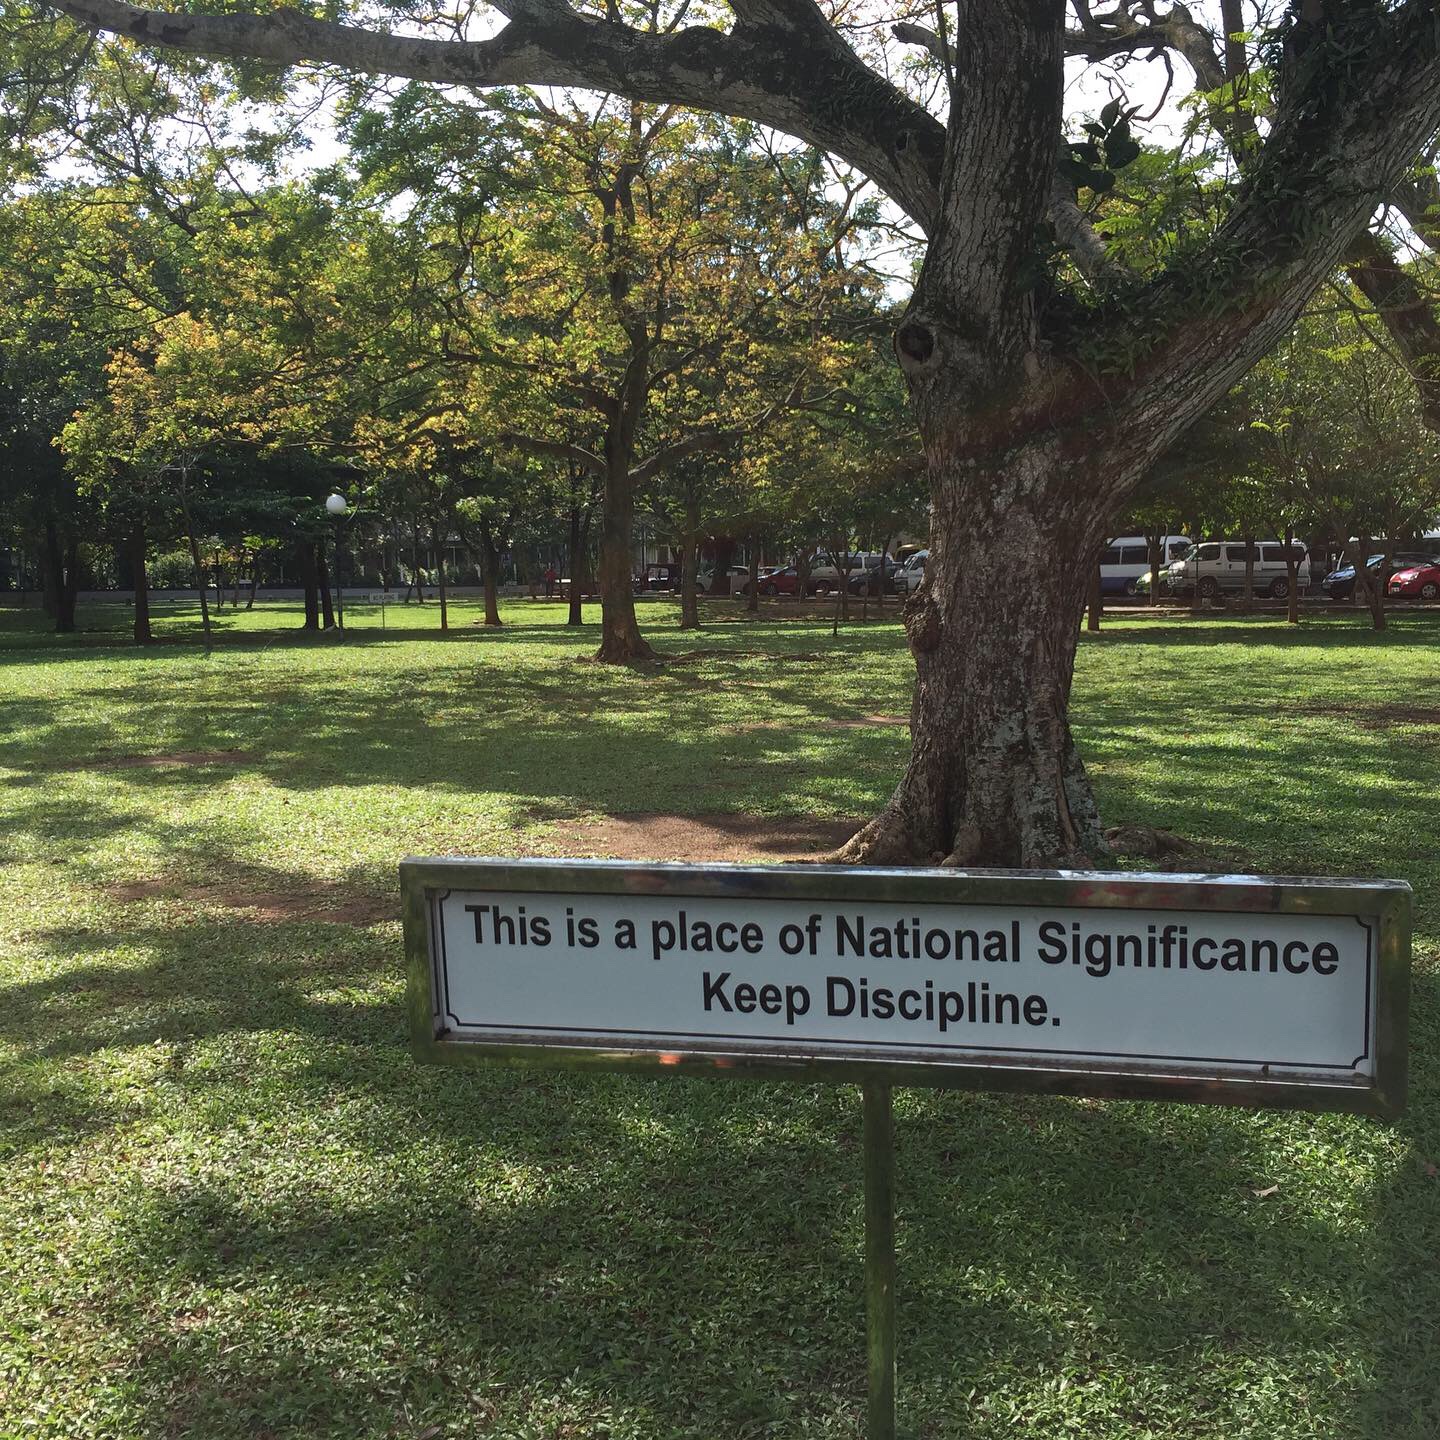 This is a place of National Significance
Keep Discipline.